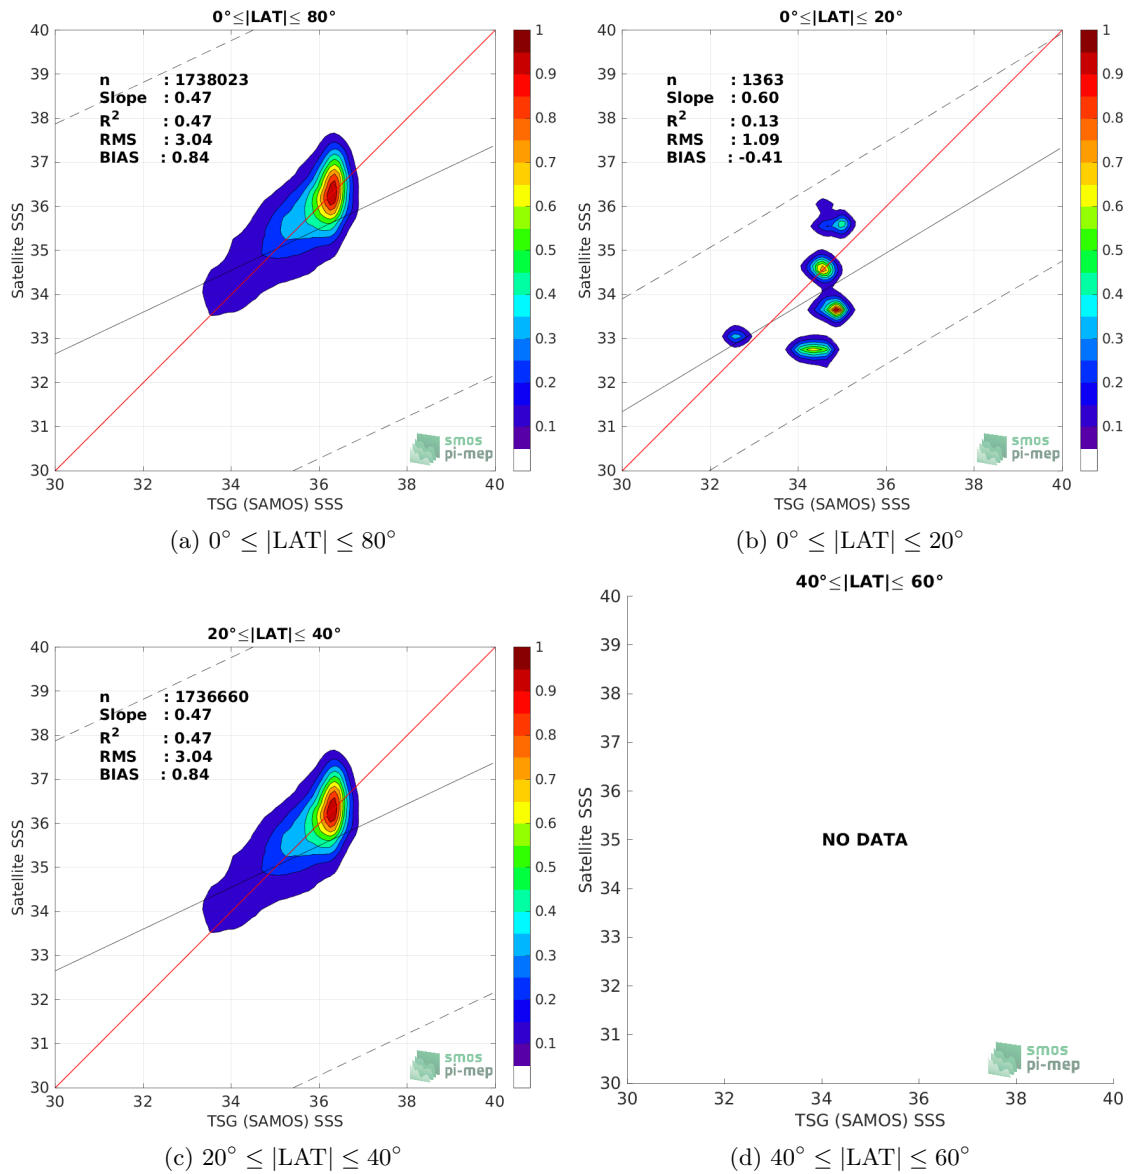 0°≤|LAT|≤ 80°
n : 1738023
Slope : 0.47
R² : 0.47
RMS : 3.04
BIAS : 0.84
40
39
38
37
36
35
34
33
32
31
30
Satellite SSS
30 32 34 36 38 40
TSG (SAMOS) SSS
1
0.9
0.8
0.7
0.6
0.5
0.4
0.3
0.2
0.1
smos
pi-mep
(a) 0° ≤ |LAT| ≤ 80°
0°≤|LAT|≤ 20°
n : 1363
Slope : 0.60
R² : 0.13
RMS : 1.09
BIAS : -0.41
40
39
38
37
36
35
34
33
32
31
30
Satellite SSS
30 32 34 36 38 40
TSG (SAMOS) SSS
1
0.9
0.8
0.7
0.6
0.5
0.4
0.3
0.2
0.1
smos
pi-mep
(b) 0° ≤ |LAT| ≤ 20°
20°≤|LAT|≤ 40°
n : 1736660
Slope : 0.47
R² : 0.47
RMS : 3.04
BIAS : 0.84
40
39
38
37
36
35
34
33
32
31
30
Satellite SSS
30 32 34 36 38 40
TSG (SAMOS) SSS
1
0.9
0.8
0.7
0.6
0.5
0.4
0.3
0.2
0.1
smos
pi-mep
(c) 20° ≤ |LAT| ≤ 40°
40°≤|LAT|≤ 60°
40
39
38
37
36
35
34
33
32
31
30
Satellite SSS
NO DATA
30 32 34 36 38 40
TSG (SAMOS) SSS
smos
pi-mep
(d) 40° ≤ |LAT| ≤ 60°